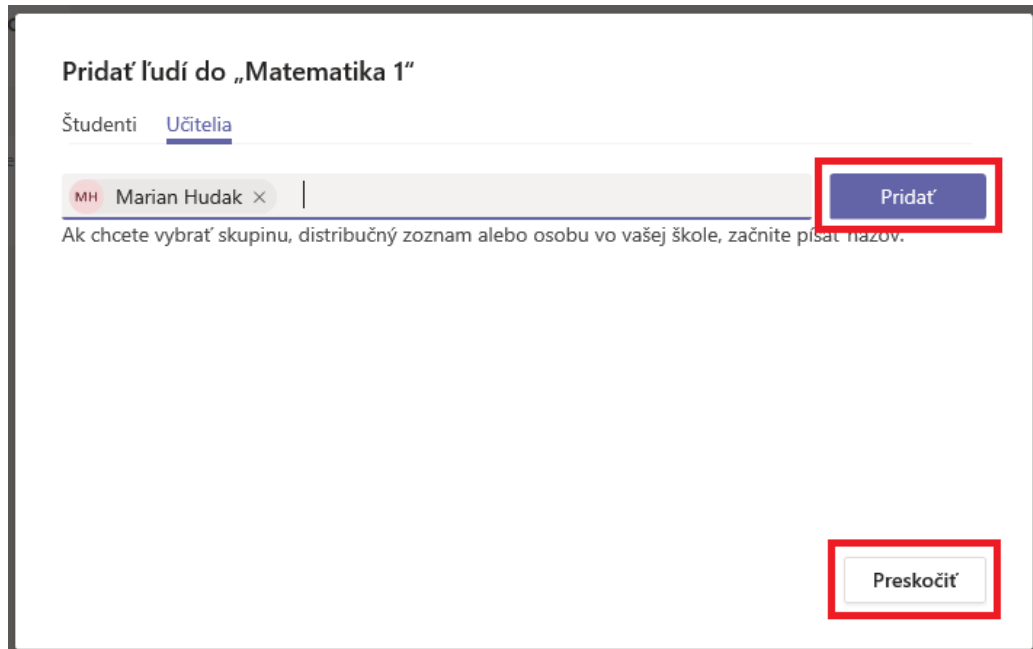 Pridať ľudí do „Matematika 1“
Študenti Učitelia
MH Marian Hudak × Pridať
Ak chcete vybrať skupinu, distribučný zoznam alebo osobu vo vašej škole, začnite písať názov.
Preskočiť